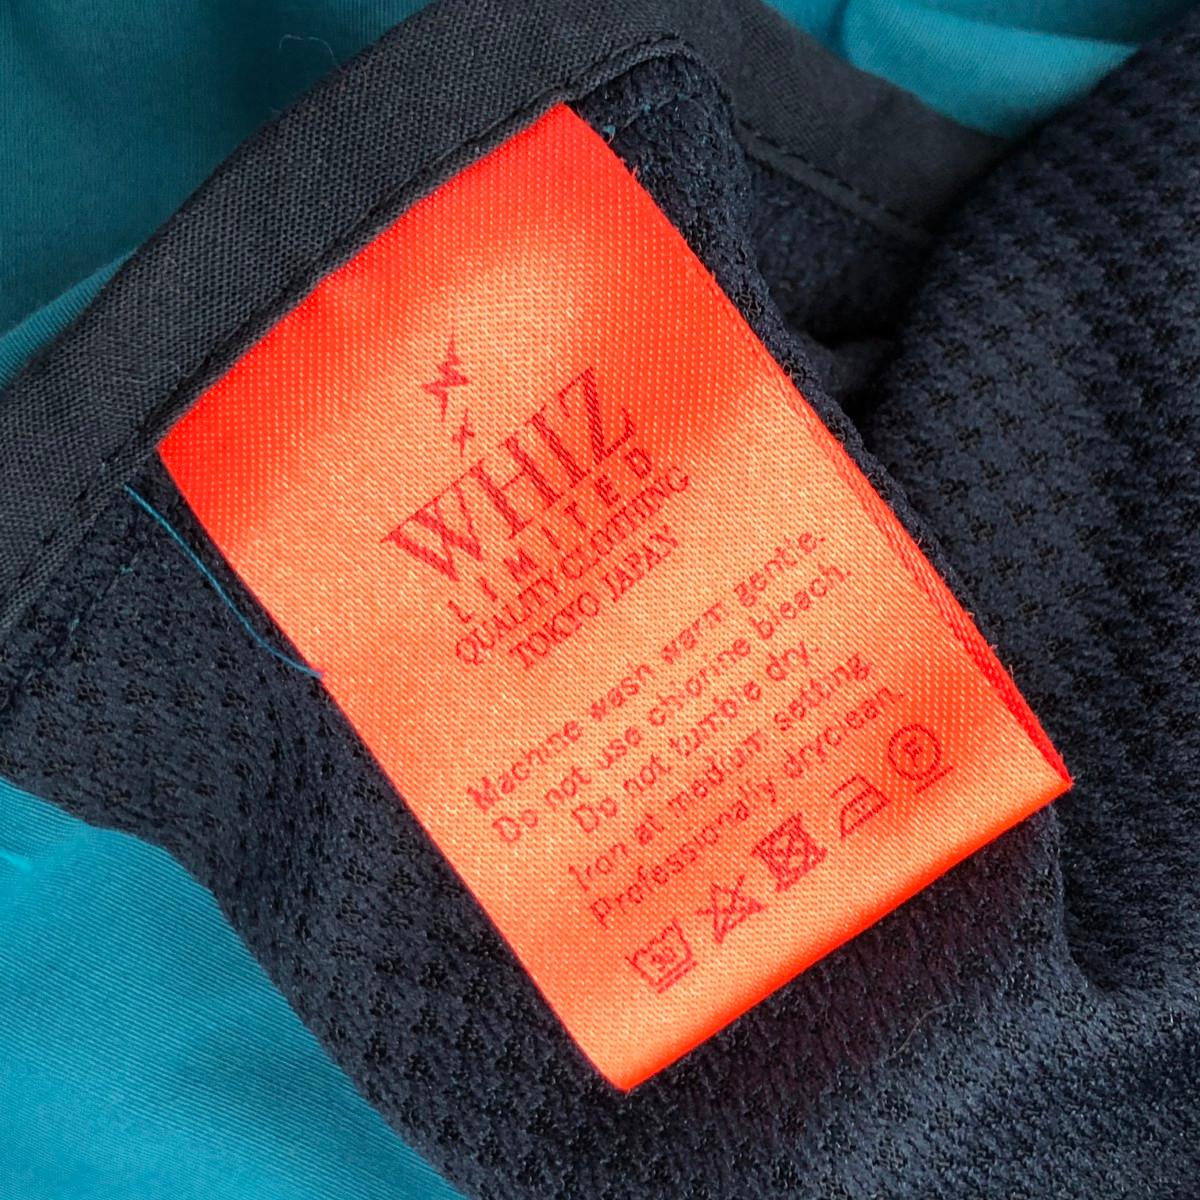 WHIZ
LIMITED
QUALITY CLOTHING
TOKYO JAPAN
Machine wash warm gentle.
Do not use chlorine bleach.
Do not tumble dry.
Iron at medium setting
Professionally dryclean
30
F